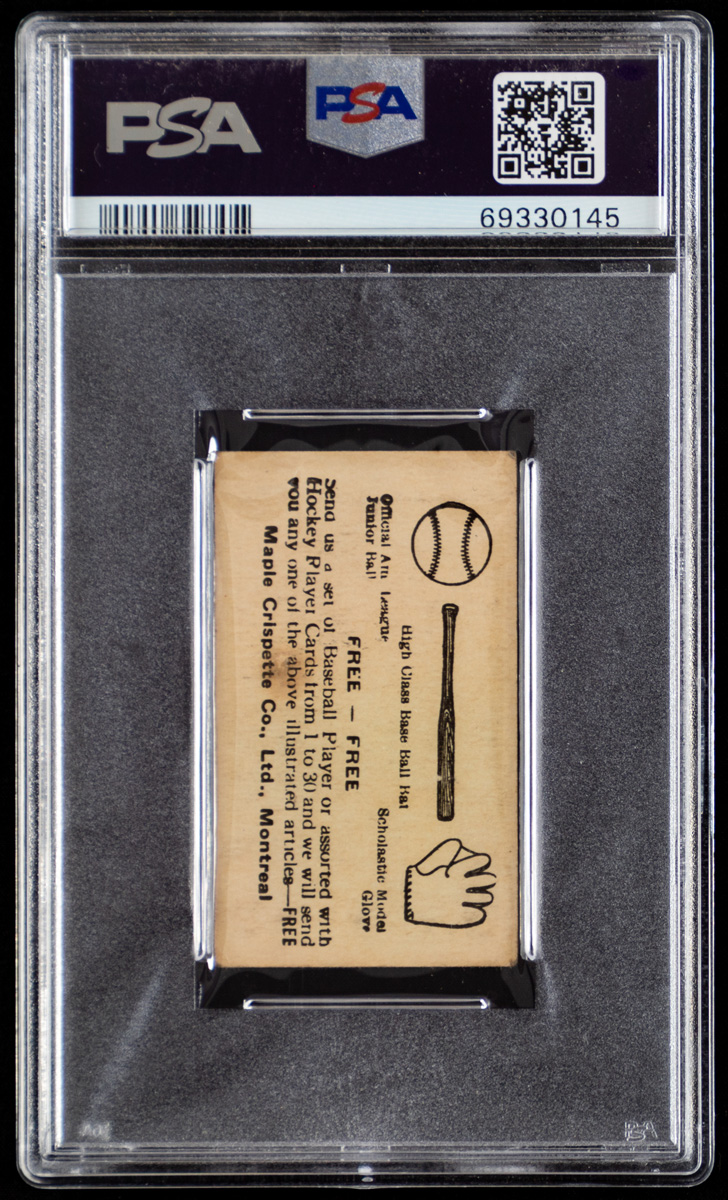 PSA
PSA
69330145
Official Am League
Junior Ball
High Class Base Ball Bat
Scholastic Model
Glove
FREE — FREE
Send us a set of Baseball Player or assorted with
Hockey Player Cards from 1 to 30 and we will send
you any one of the above illustrated articles—FREE
Maple Crispette Co., Ltd., Montreal
PSA